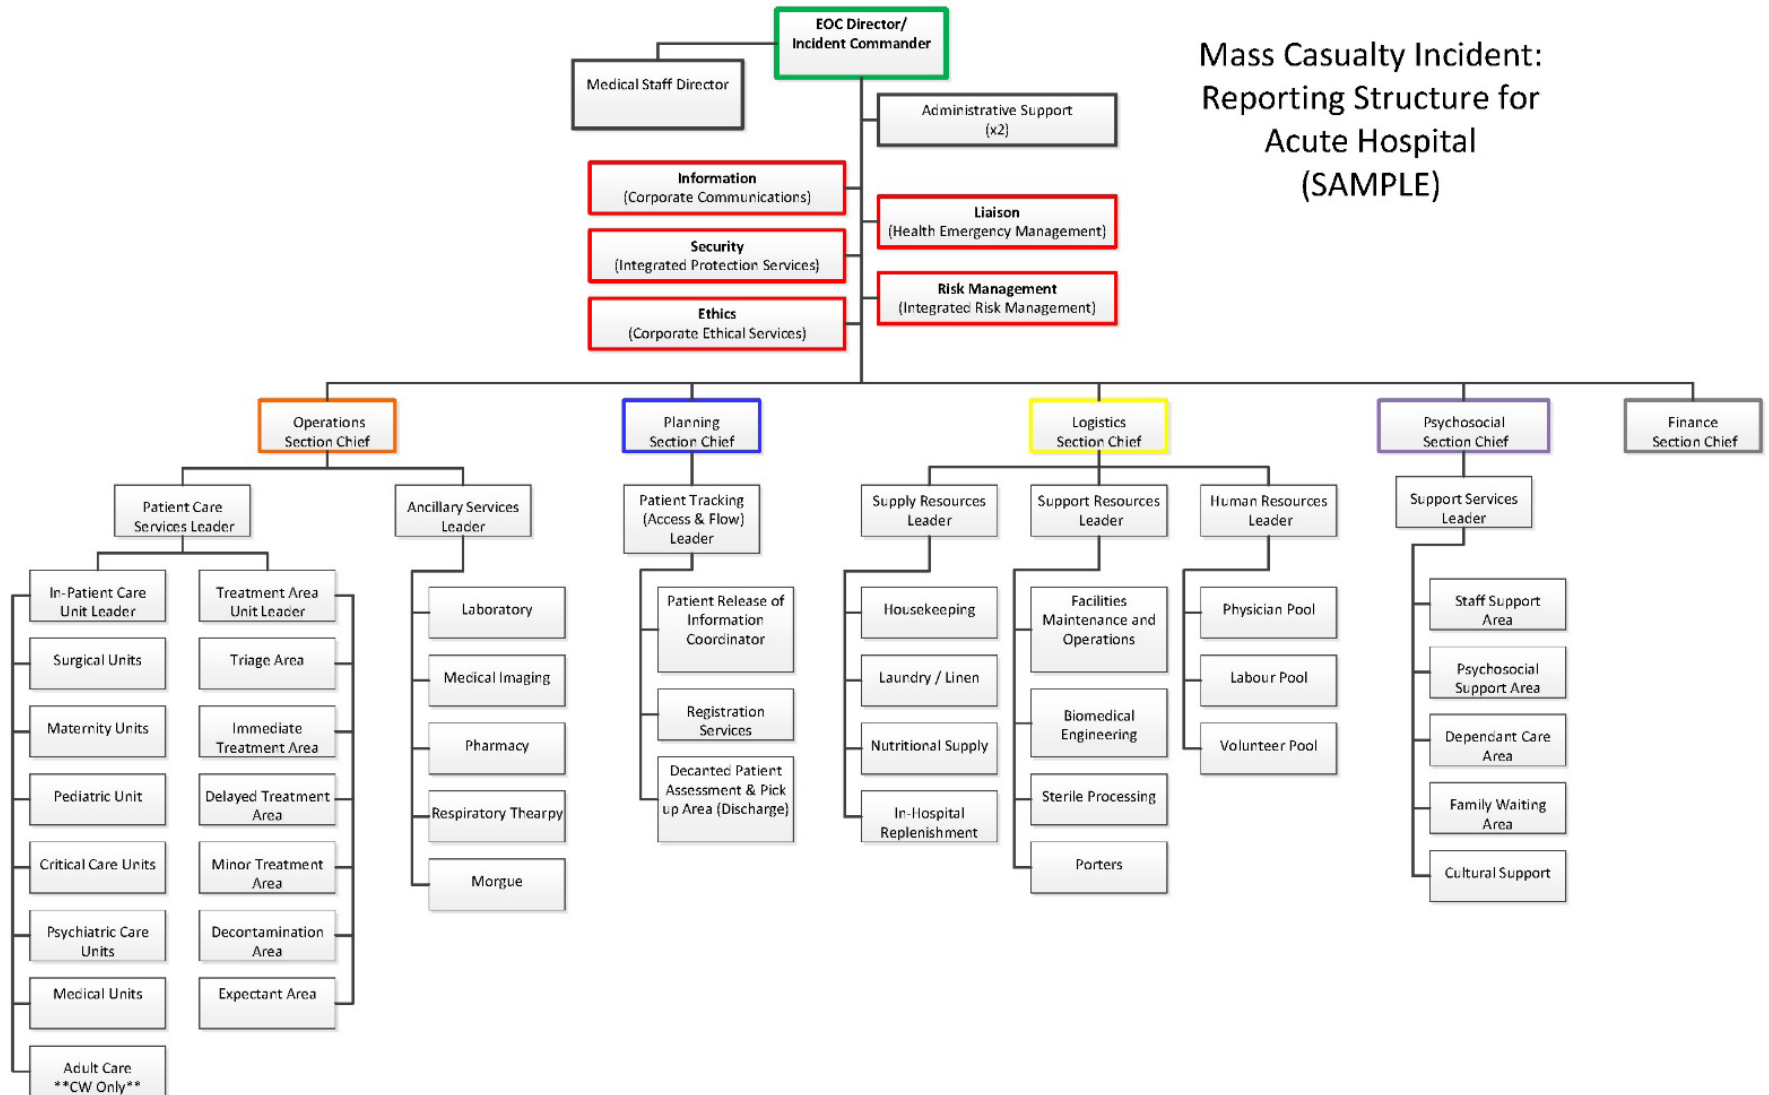 EOC Director/
Incident Commander
Mass Casualty Incident:
Reporting Structure for
Acute Hospital
(SAMPLE)
Medical Staff Director
Administrative Support
(x2)
Information
(Corporate Communications)
Liaison
(Health Emergency Management)
Security
(Integrated Protection Services)
Risk Management
(Integrated Risk Management)
Ethics
(Corporate Ethical Services)
Operations
Section Chief
Planning
Section Chief
Logistics
Section Chief
Psychosocial
Section Chief
Finance
Section Chief
Patient Care
Services Leader
Ancillary Services
Leader
Patient Tracking
(Access & Flow)
Leader
Supply Resources
Leader
Support Resources
Leader
Human Resources
Leader
Support Services
Leader
In-Patient Care
Unit Leader
Surgical Units
Maternity Units
Pediatric Unit
Critical Care Units
Psychiatric Care
Units
Medical Units
Adult Care
**CW Only**
Treatment Area
Unit Leader
Triage Area
Immediate
Treatment Area
Delayed Treatment
Area
Minor Treatment
Area
Decontamination
Area
Expectant Area
Laboratory
Medical Imaging
Pharmacy
Respiratory Thearpy
Morgue
Patient Release of
Information
Coordinator
Registration
Services
Decanted Patient
Assessment & Pick
up Area (Discharge)
Housekeeping
Laundry / Linen
Nutritional Supply
In-Hospital
Replenishment
Facilities
Maintenance and
Operations
Biomedical
Engineering
Sterile Processing
Porters
Physician Pool
Labour Pool
Volunteer Pool
Staff Support
Area
Psychosocial
Support Area
Dependant Care
Area
Family Waiting
Area
Cultural Support